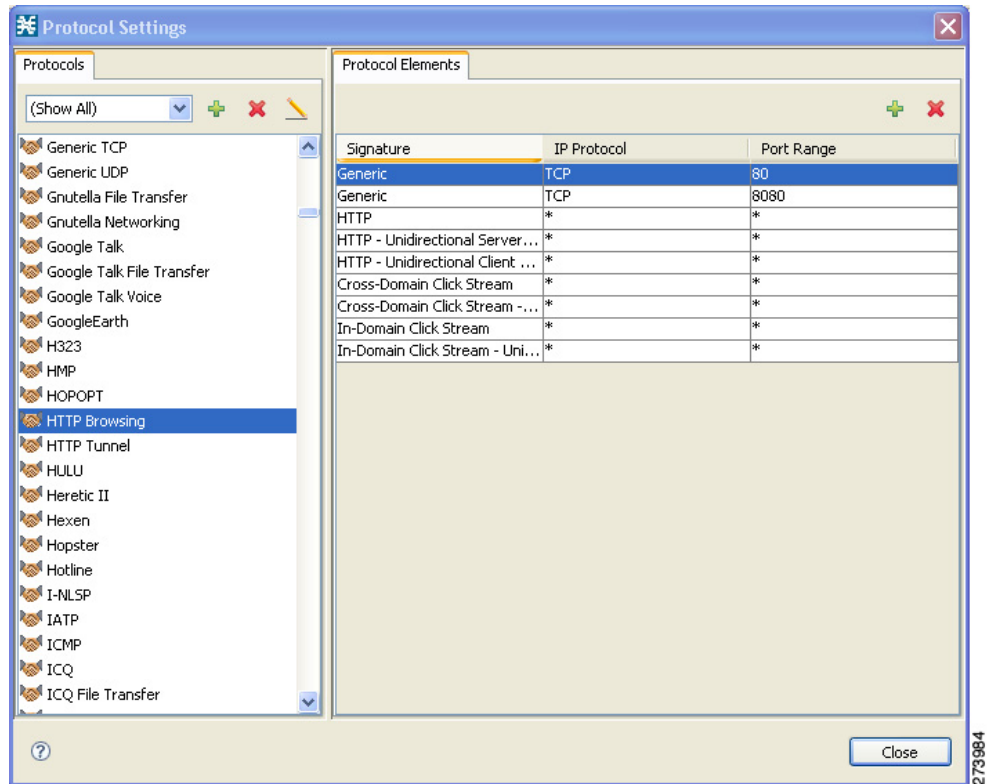 Protocol Settings
Protocols
(Show All)
Generic TCP
Generic UDP
Gnutella File Transfer
Gnutella Networking
Google Talk
Google Talk File Transfer
Google Talk Voice
GoogleEarth
H323
HMP
HOPOPT
HTTP Browsing
HTTP Tunnel
HULU
Heretic II
Hexen
Hopster
Hotline
I-NLSP
IATP
ICMP
ICQ
ICQ File Transfer
Protocol Elements
Signature IP Protocol Port Range
Generic TCP 80
Generic TCP 8080
HTTP * *
HTTP - Unidirectional Server... * *
HTTP - Unidirectional Client ... * *
Cross-Domain Click Stream * *
Cross-Domain Click Stream -... * *
In-Domain Click Stream * *
In-Domain Click Stream - Uni... * *
?
Close
273984